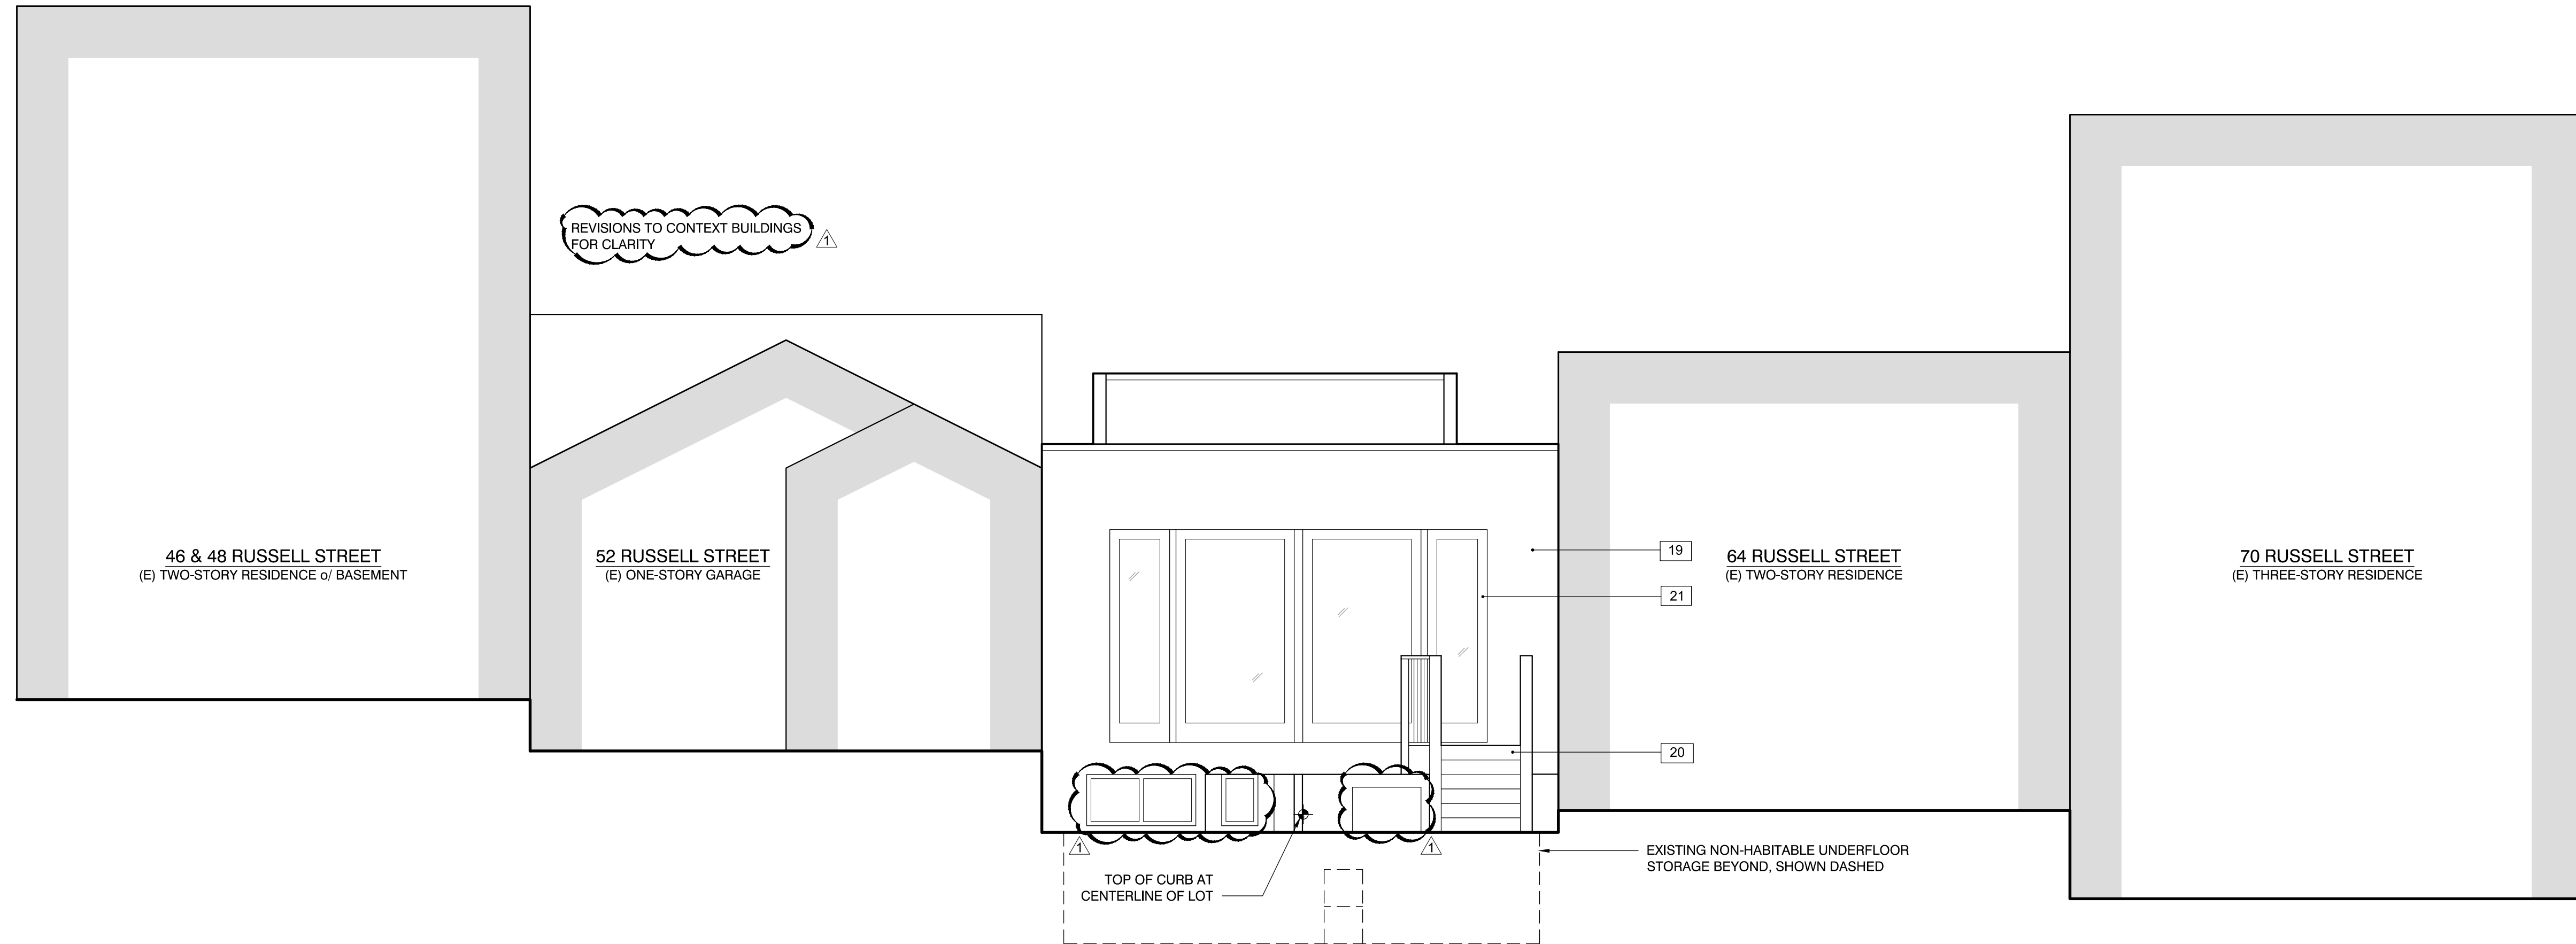 REVISIONS TO CONTEXT BUILDINGS
FOR CLARITY
1
46 & 48 RUSSELL STREET
(E) TWO-STORY RESIDENCE o/ BASEMENT
52 RUSSELL STREET
(E) ONE-STORY GARAGE
19
21
20
64 RUSSELL STREET
(E) TWO-STORY RESIDENCE
70 RUSSELL STREET
(E) THREE-STORY RESIDENCE
1
1
TOP OF CURB AT
CENTERLINE OF LOT
EXISTING NON-HABITABLE UNDERFLOOR
STORAGE BEYOND, SHOWN DASHED